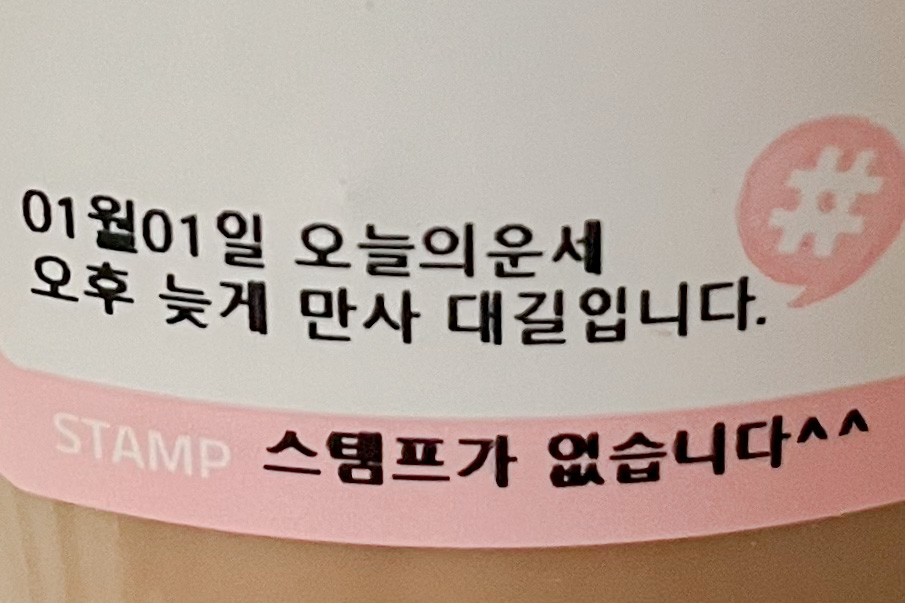 #
01월01일 오늘의운세
오후 늦게 만사 대길입니다.
STAMP 스탬프가 없습니다^^